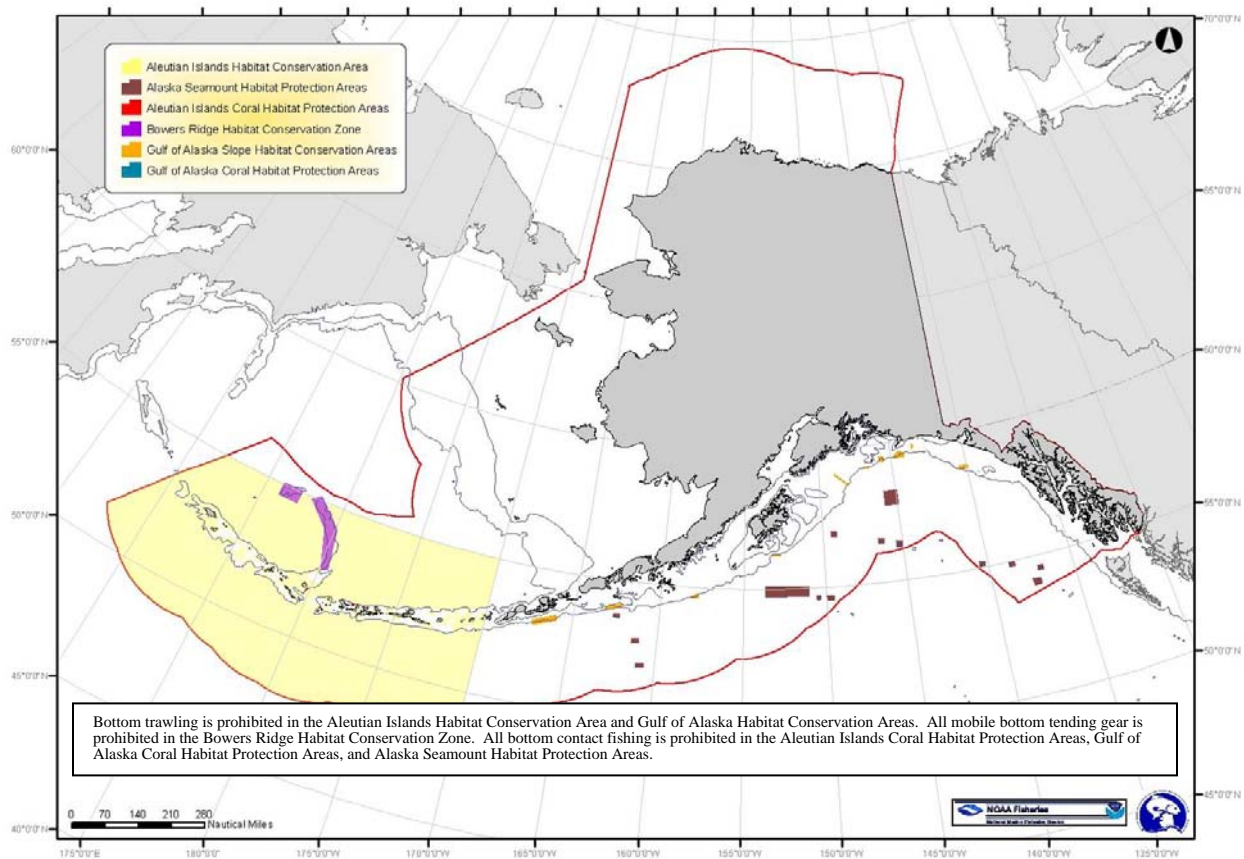 70°0'0"N
Aleutian Islands Habitat Conservation Area
Alaska Seamount Habitat Protection Areas
Aleutian Islands Coral Habitat Protection Areas
Bowers Ridge Habitat Conservation Zone
Gulf of Alaska Slope Habitat Conservation Areas
Gulf of Alaska Coral Habitat Protection Areas
60°0'0"N
65°0'0"N
55°0'0"N
60°0'0"N
50°0'0"N
55°0'0"N
45°0'0"N
50°0'0"N
Bottom trawling is prohibited in the Aleutian Islands Habitat Conservation Area and Gulf of Alaska Habitat Conservation Areas. All mobile bottom tending gear is
prohibited in the Bowers Ridge Habitat Conservation Zone. All bottom contact fishing is prohibited in the Aleutian Islands Coral Habitat Protection Areas, Gulf of
Alaska Coral Habitat Protection Areas, and Alaska Seamount Habitat Protection Areas.
45°0'0"N
0 70 140 210 280
Nautical Miles
NOAA Fisheries
National Marine Fisheries Service
40°0'0"N
175°0'0"E 180°0'0" 175°0'0"W 170°0'0"W 165°0'0"W 160°0'0"W 155°0'0"W 150°0'0"W 145°0'0"W 140°0'0"W 135°0'0"W